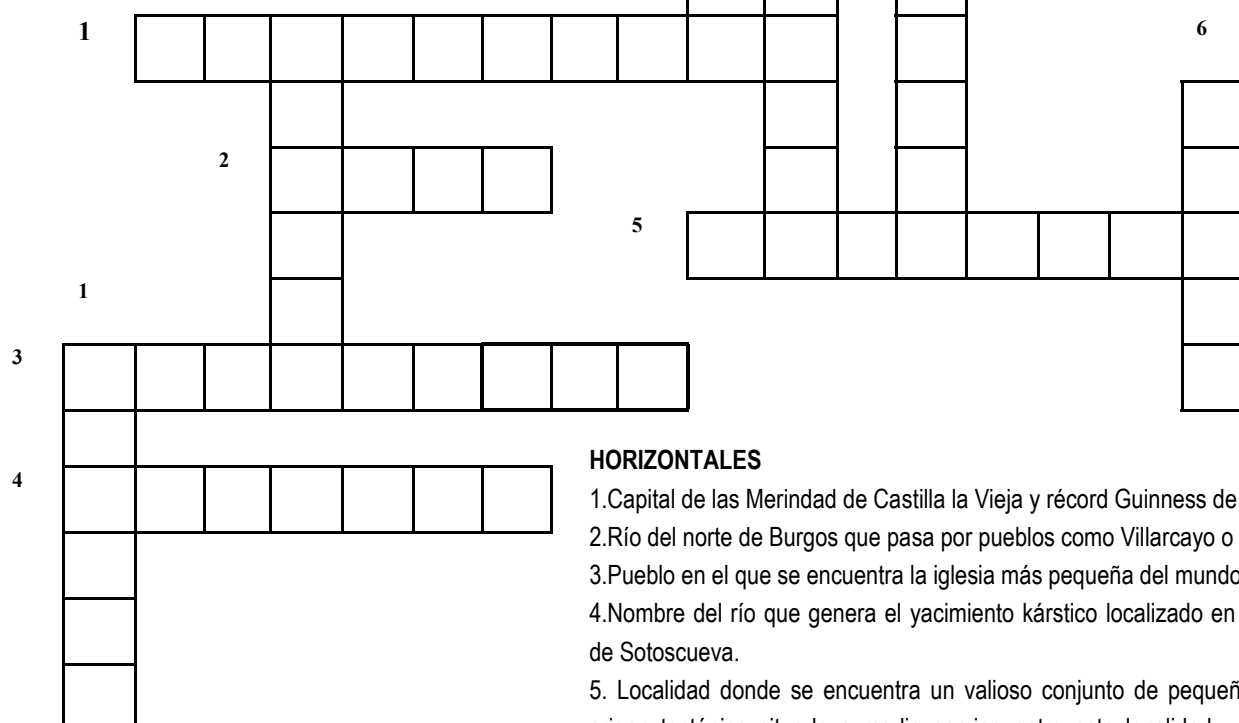 1
6
2
5
1
3
4
HORIZONTALES
1.Capital de las Merindad de Castilla la Vieja y récord Guinness de
2.Río del norte de Burgos que pasa por pueblos como Villarcayo o
3.Pueblo en el que se encuentra la iglesia más pequeña del mundo
4.Nombre del río que genera el yacimiento kárstico localizado en
de Sotoscueva.
5. Localidad donde se encuentra un valioso conjunto de pequeñ